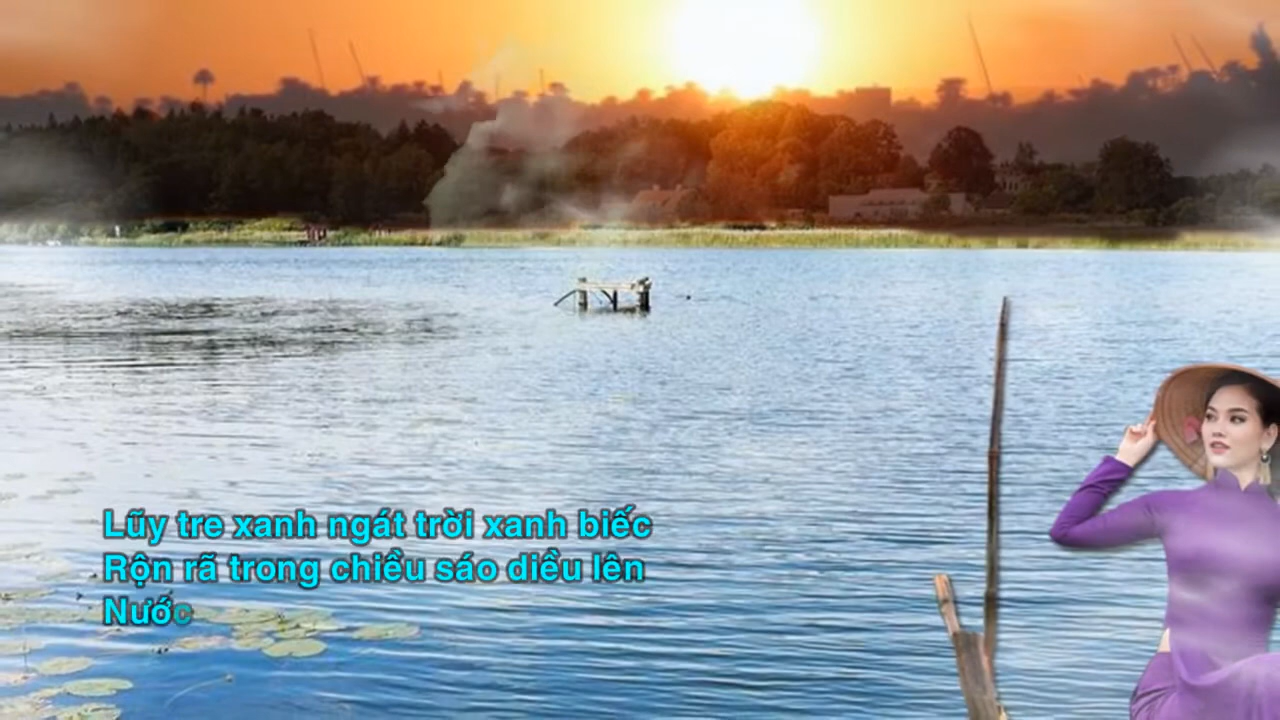 Lũy tre xanh ngát trời xanh biếc
Rộn rã trong chiều sáo diều lên
Nước